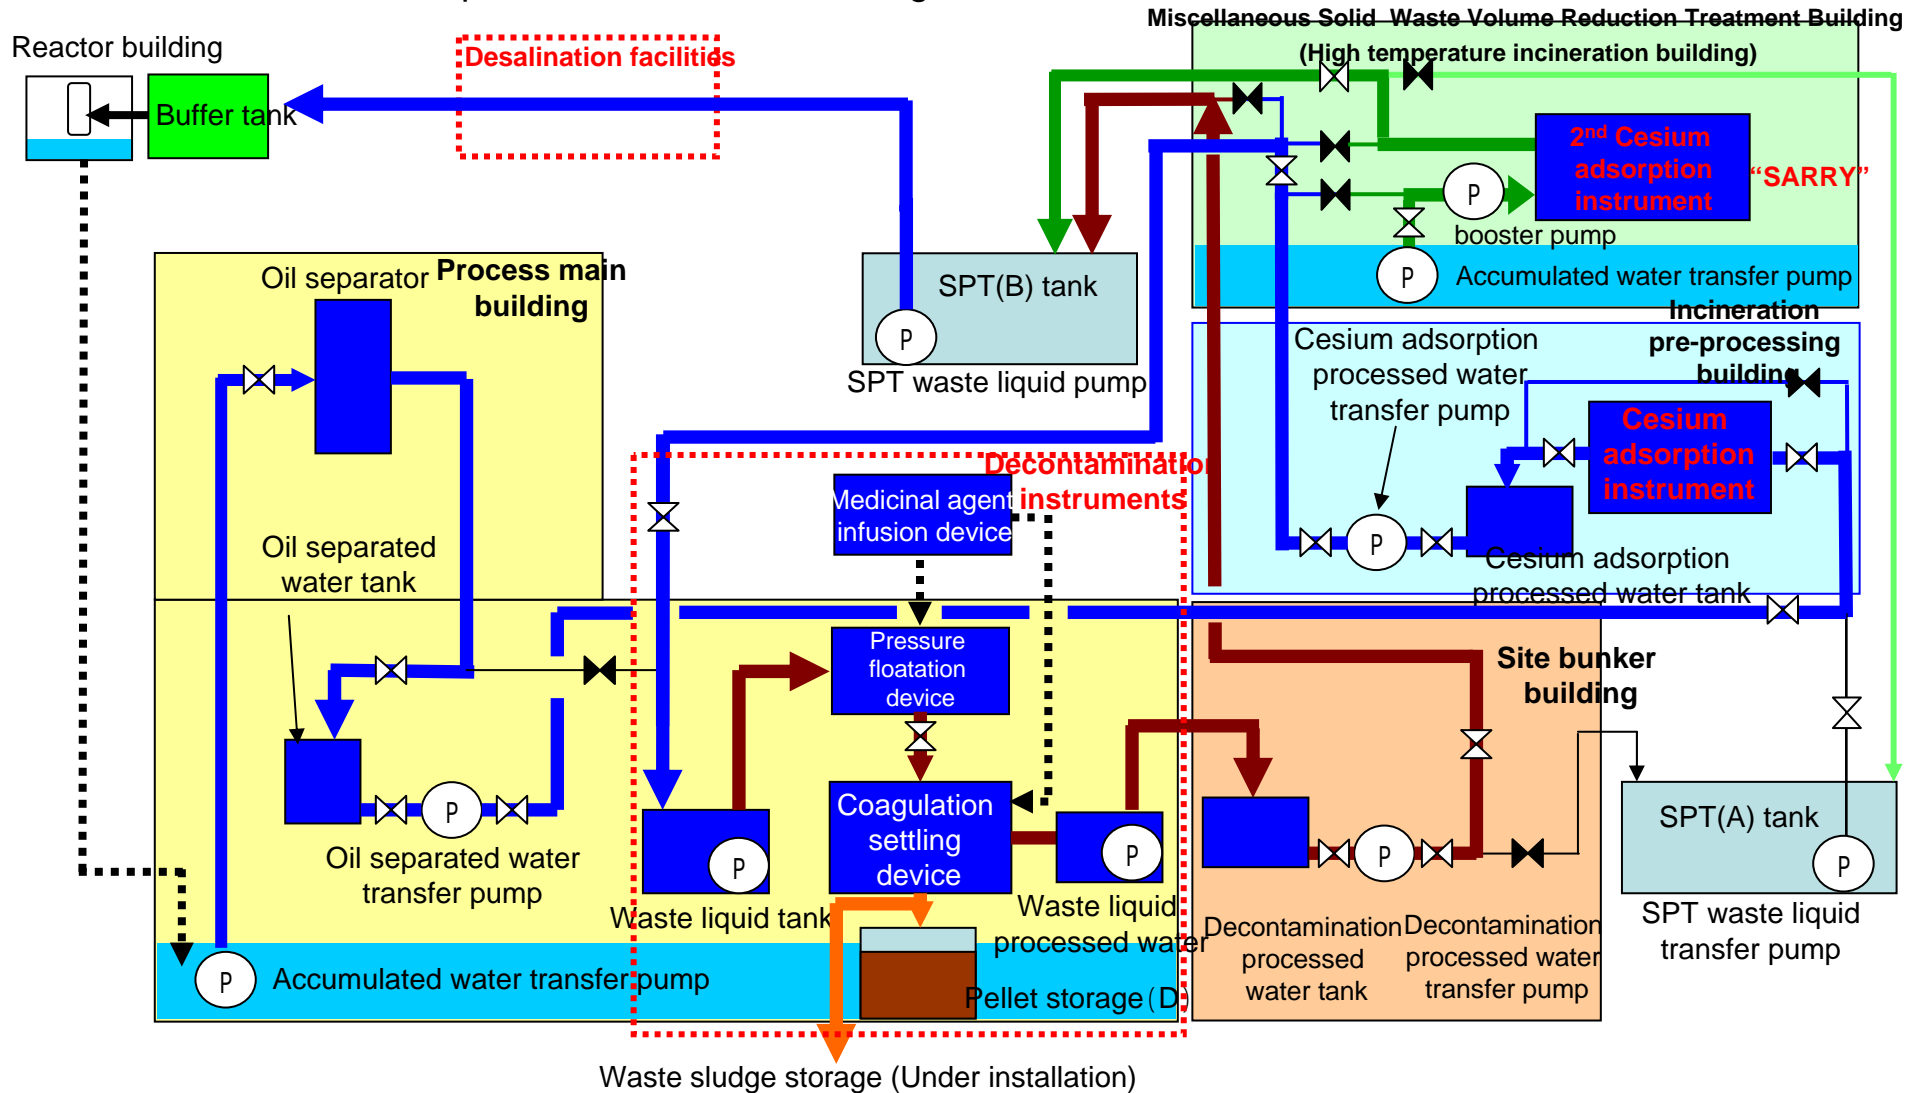 Miscellaneous Solid Waste Volume Reduction Treatment Building
(High temperature incineration building)
Reactor building
Desalination facilities
Buffer tank
2nd Cesium
adsorption
instrument
“SARRY”
booster pump
P
P
Accumulated water transfer pump
Oil separator
Process main
building
SPT(B) tank
P
SPT waste liquid pump
Incineration
pre-processing
building
Cesium adsorption
processed water
transfer pump
Cesium
adsorption
instrument
P
Cesium adsorption
processed water tank
Decontamination
instruments
Medicinal agent
infusion device
Oil separated
water tank
Pressure
floatation
device
Site bunker
building
P
Oil separated water
transfer pump
Coagulation
settling
device
P
Waste liquid tank
P
Waste liquid
processed water
P
Decontamination
processed
water tank
Decontamination
processed water
transfer pump
SPT(A) tank
P
SPT waste liquid
transfer pump
P
Accumulated water transfer pump
Pellet storage(D)
Waste sludge storage (Under installation)